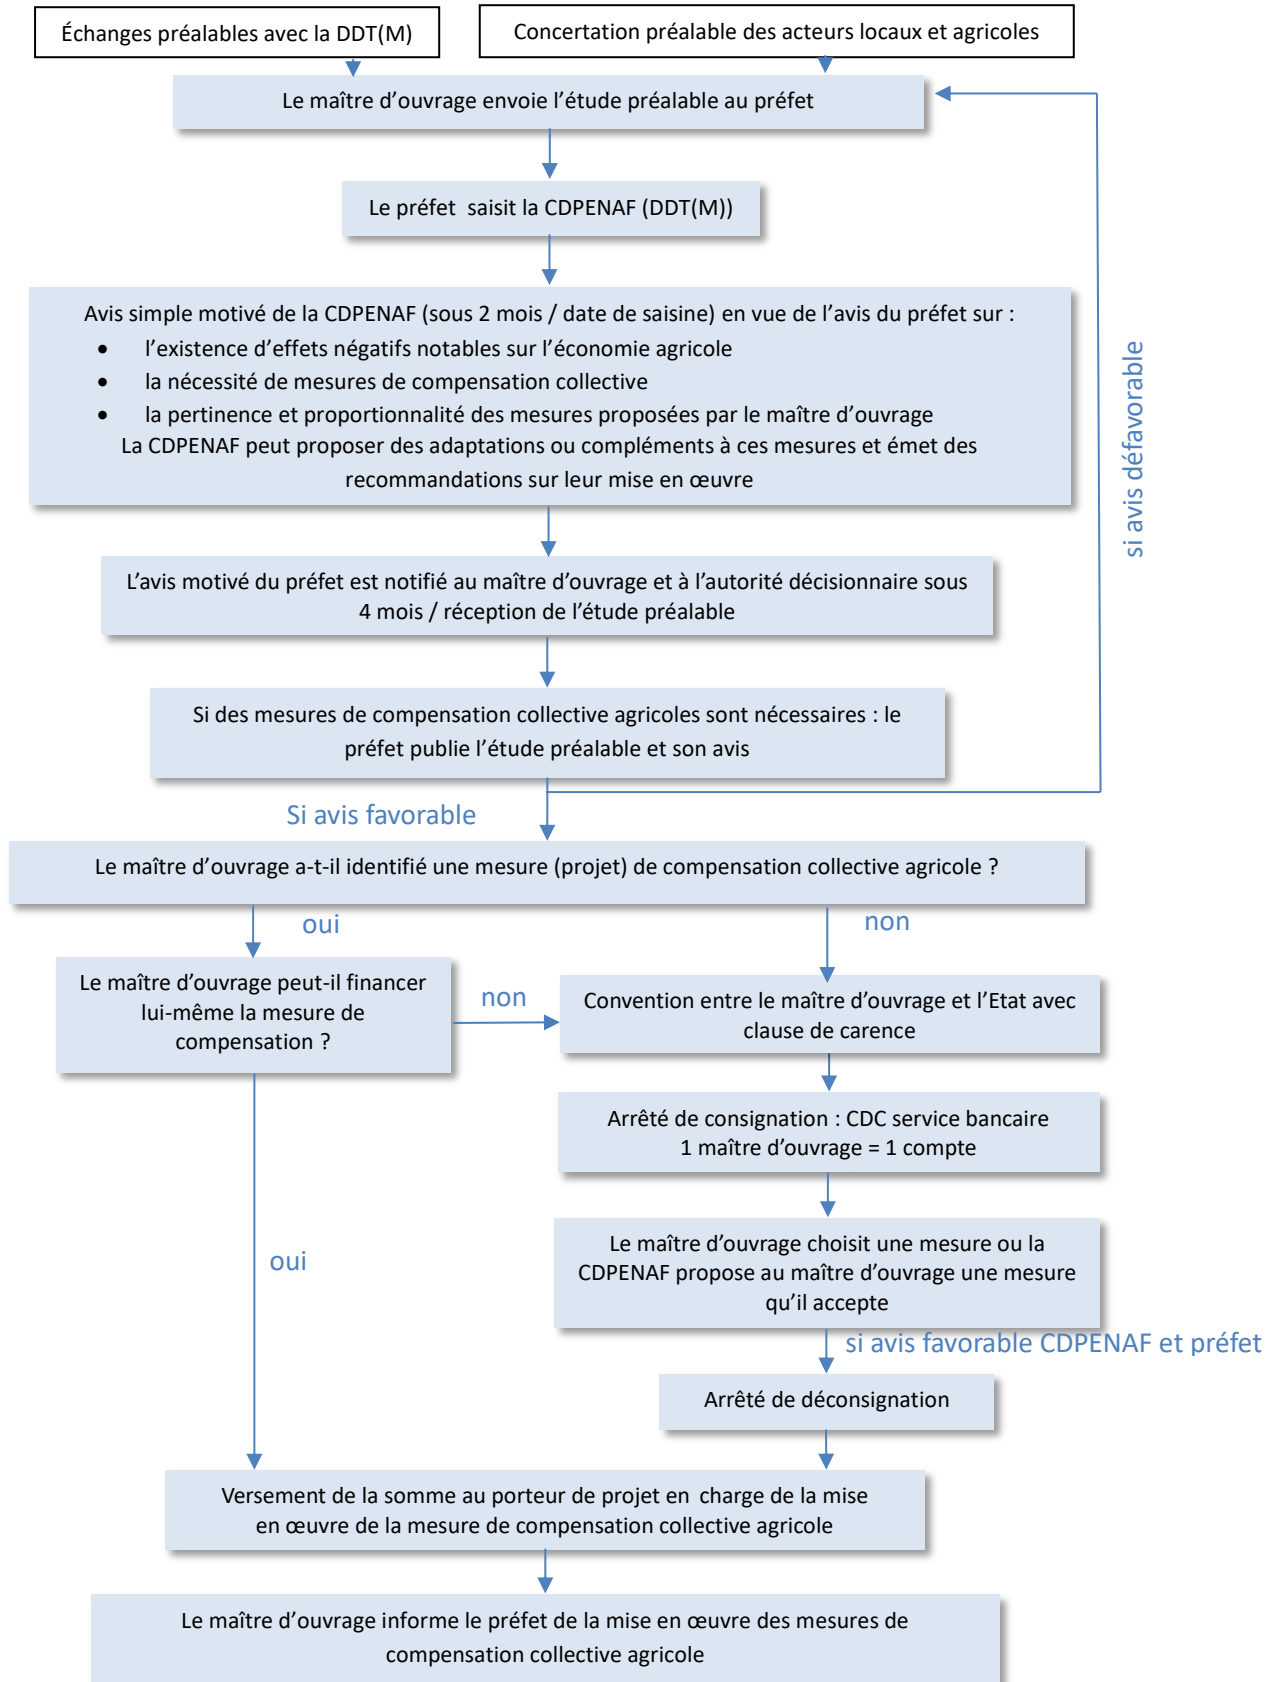 Échanges préalables avec la DDT(M)
Concertation préalable des acteurs locaux et agricoles
Le maître d'ouvrage envoie l'étude préalable au préfet
Le préfet saisit la CDPENAF (DDT(M))
Avis simple motivé de la CDPENAF (sous 2 mois / date de saisine) en vue de l'avis du préfet sur :
• l'existence d'effets négatifs notables sur l'économie agricole
• la nécessité de mesures de compensation collective
• la pertinence et proportionnalité des mesures proposées par le maître d'ouvrage
La CDPENAF peut proposer des adaptations ou compléments à ces mesures et émet des
recommandations sur leur mise en œuvre
si avis défavorable
L'avis motivé du préfet est notifié au maître d'ouvrage et à l'autorité décisionnaire sous
4 mois / réception de l'étude préalable
Si des mesures de compensation collective agricoles sont nécessaires : le
préfet publie l'étude préalable et son avis
Si avis favorable
Le maître d'ouvrage a-t-il identifié une mesure (projet) de compensation collective agricole ?
oui
non
Le maître d'ouvrage peut-il financer
lui-même la mesure de
compensation ?
non
Convention entre le maître d'ouvrage et l'Etat avec
clause de carence
Arrêté de consignation : CDC service bancaire
1 maître d'ouvrage = 1 compte
oui
Le maître d'ouvrage choisit une mesure ou la
CDPENAF propose au maître d'ouvrage une mesure
qu'il accepte
si avis favorable CDPENAF et préfet
Arrêté de déconsignation
Versement de la somme au porteur de projet en charge de la mise
en œuvre de la mesure de compensation collective agricole
Le maître d'ouvrage informe le préfet de la mise en œuvre des mesures de
compensation collective agricole